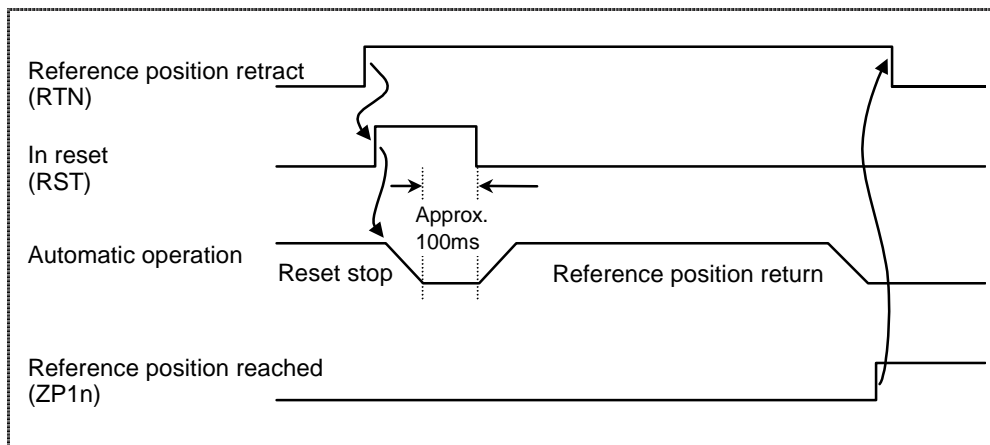 Reference position retract
(RTN)
In reset
(RST)
Approx.
100ms
Automatic operation
Reset stop
Reference position return
Reference position reached
(ZP1n)